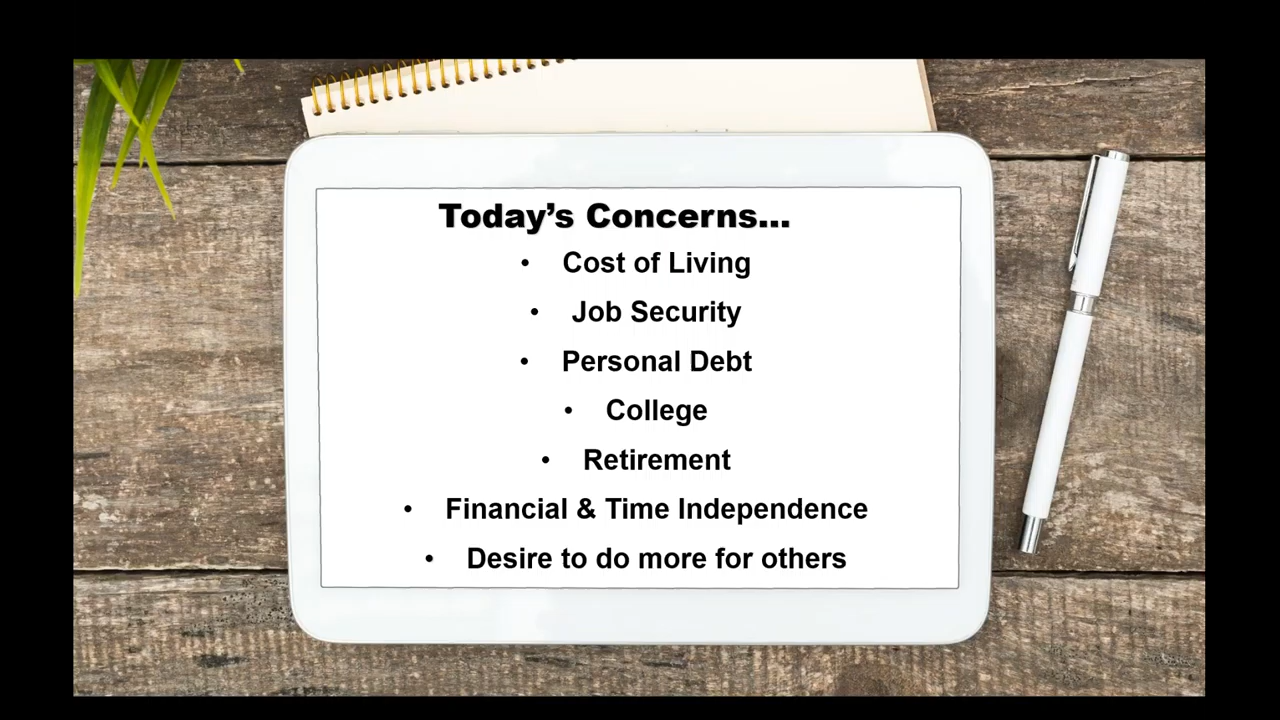 Today’s Concerns...
• Cost of Living
• Job Security
• Personal Debt
• College
• Retirement
• Financial & Time Independence
• Desire to do more for others